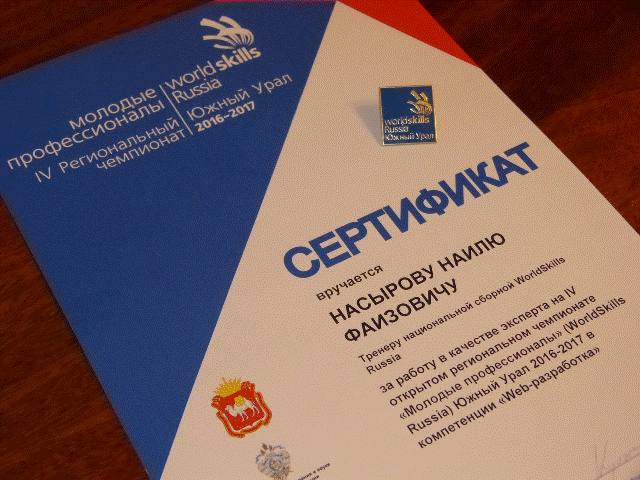 молодые
профессионалы
worldskills
Russia
IV Региональный
чемпионат
Южный Урал
2016-2017
worldskills
Russia
Южный Урал
СЕРТИФИКАТ
вручается
НАСЫРОВУ НАИЛЮ
ФАИЗОВИЧУ
Тренеру национальной сборной WorldSkills
Russia
за работу в качестве эксперта на IV
открытом региональном чемпионате
«Молодые профессионалы» (WorldSkills
Russia) Южный Урал 2016-2017 в
компетенции «Web-разработка»